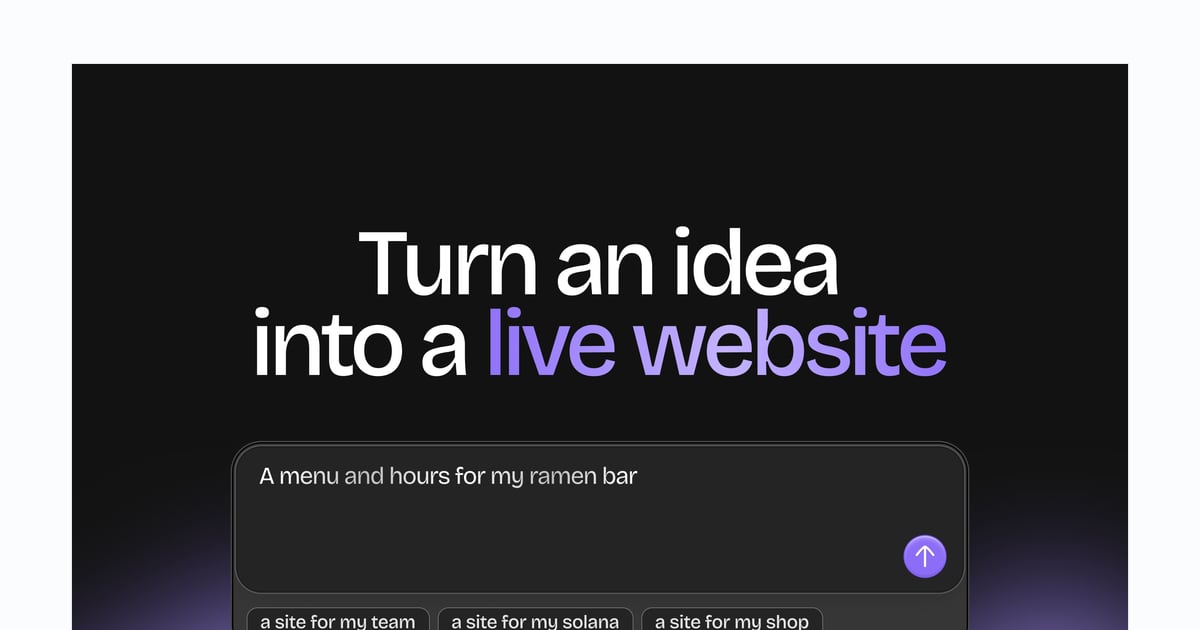 Turn an idea
into a live website
A menu and hours for my ramen bar
a site for my team
a site for my solana
a site for my shop